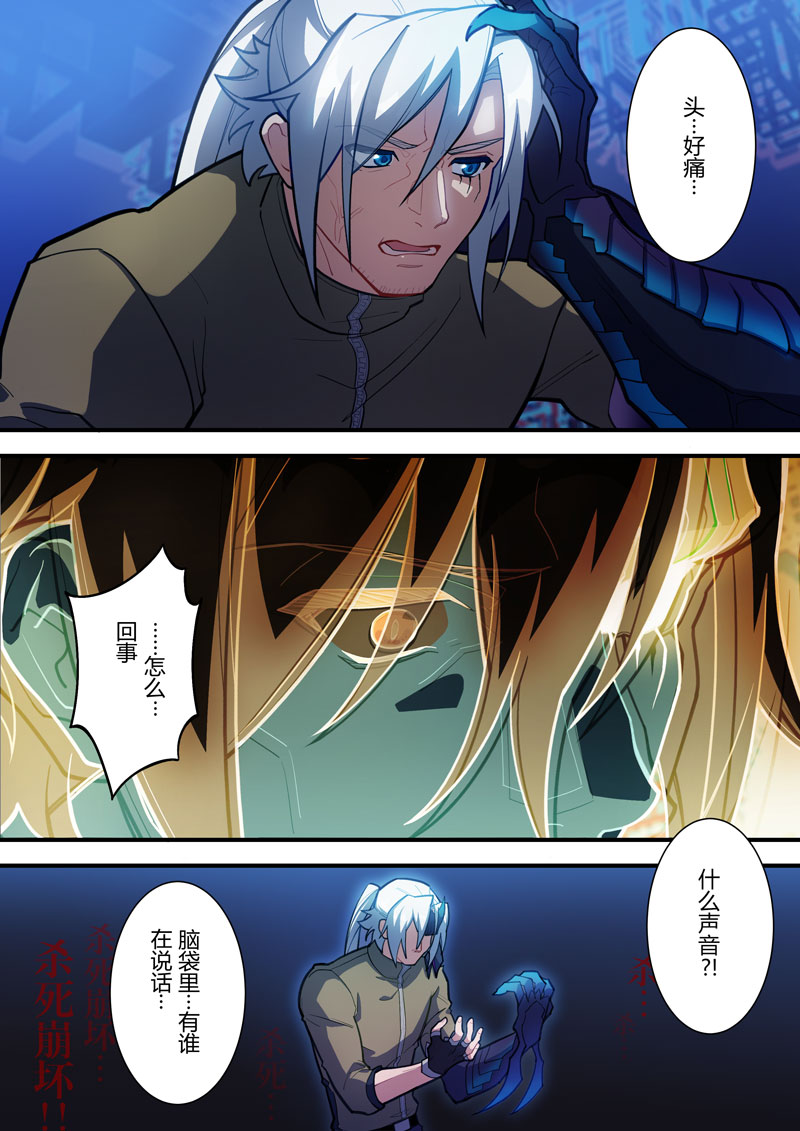 头…好
痛…
……怎么…
回事
什么声音?!
脑袋里…有谁
在说话…
杀…
杀…
杀死…
杀死崩坏…
杀死崩坏!!